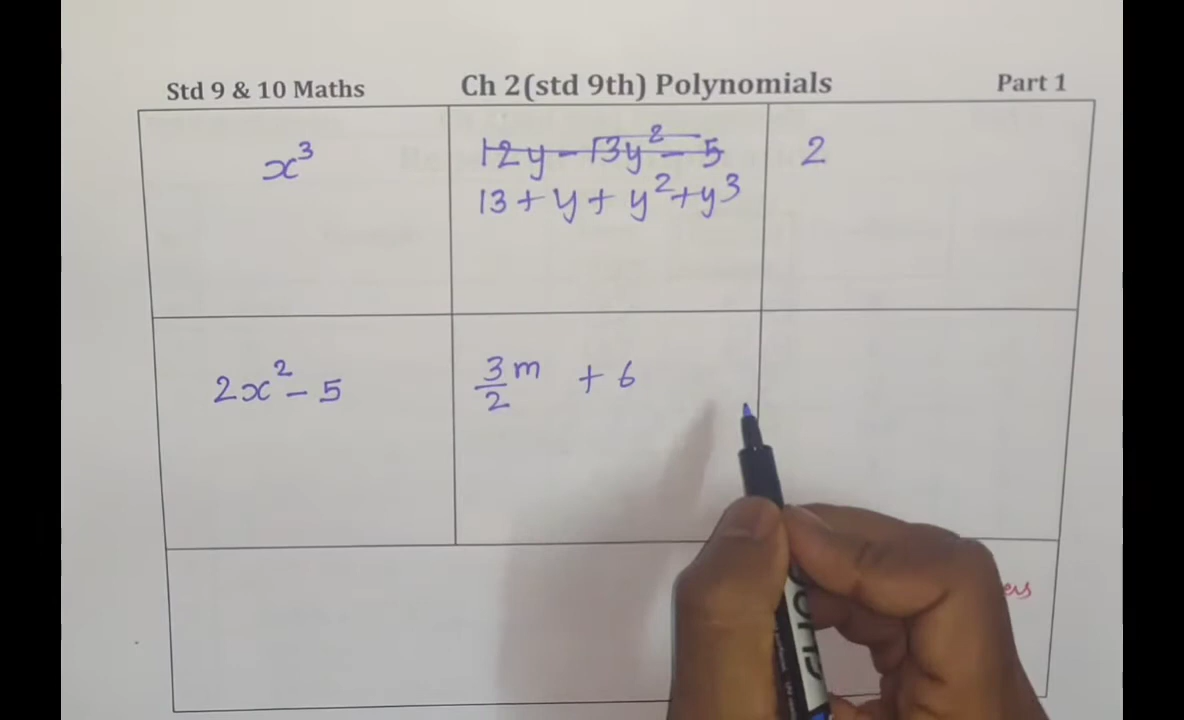 Std 9 & 10 Maths
Ch 2(std 9th) Polynomials
Part 1
x³
12y - 13y² - 5
13 + y + y² + y³
2
2x² - 5
3/2 m + 6